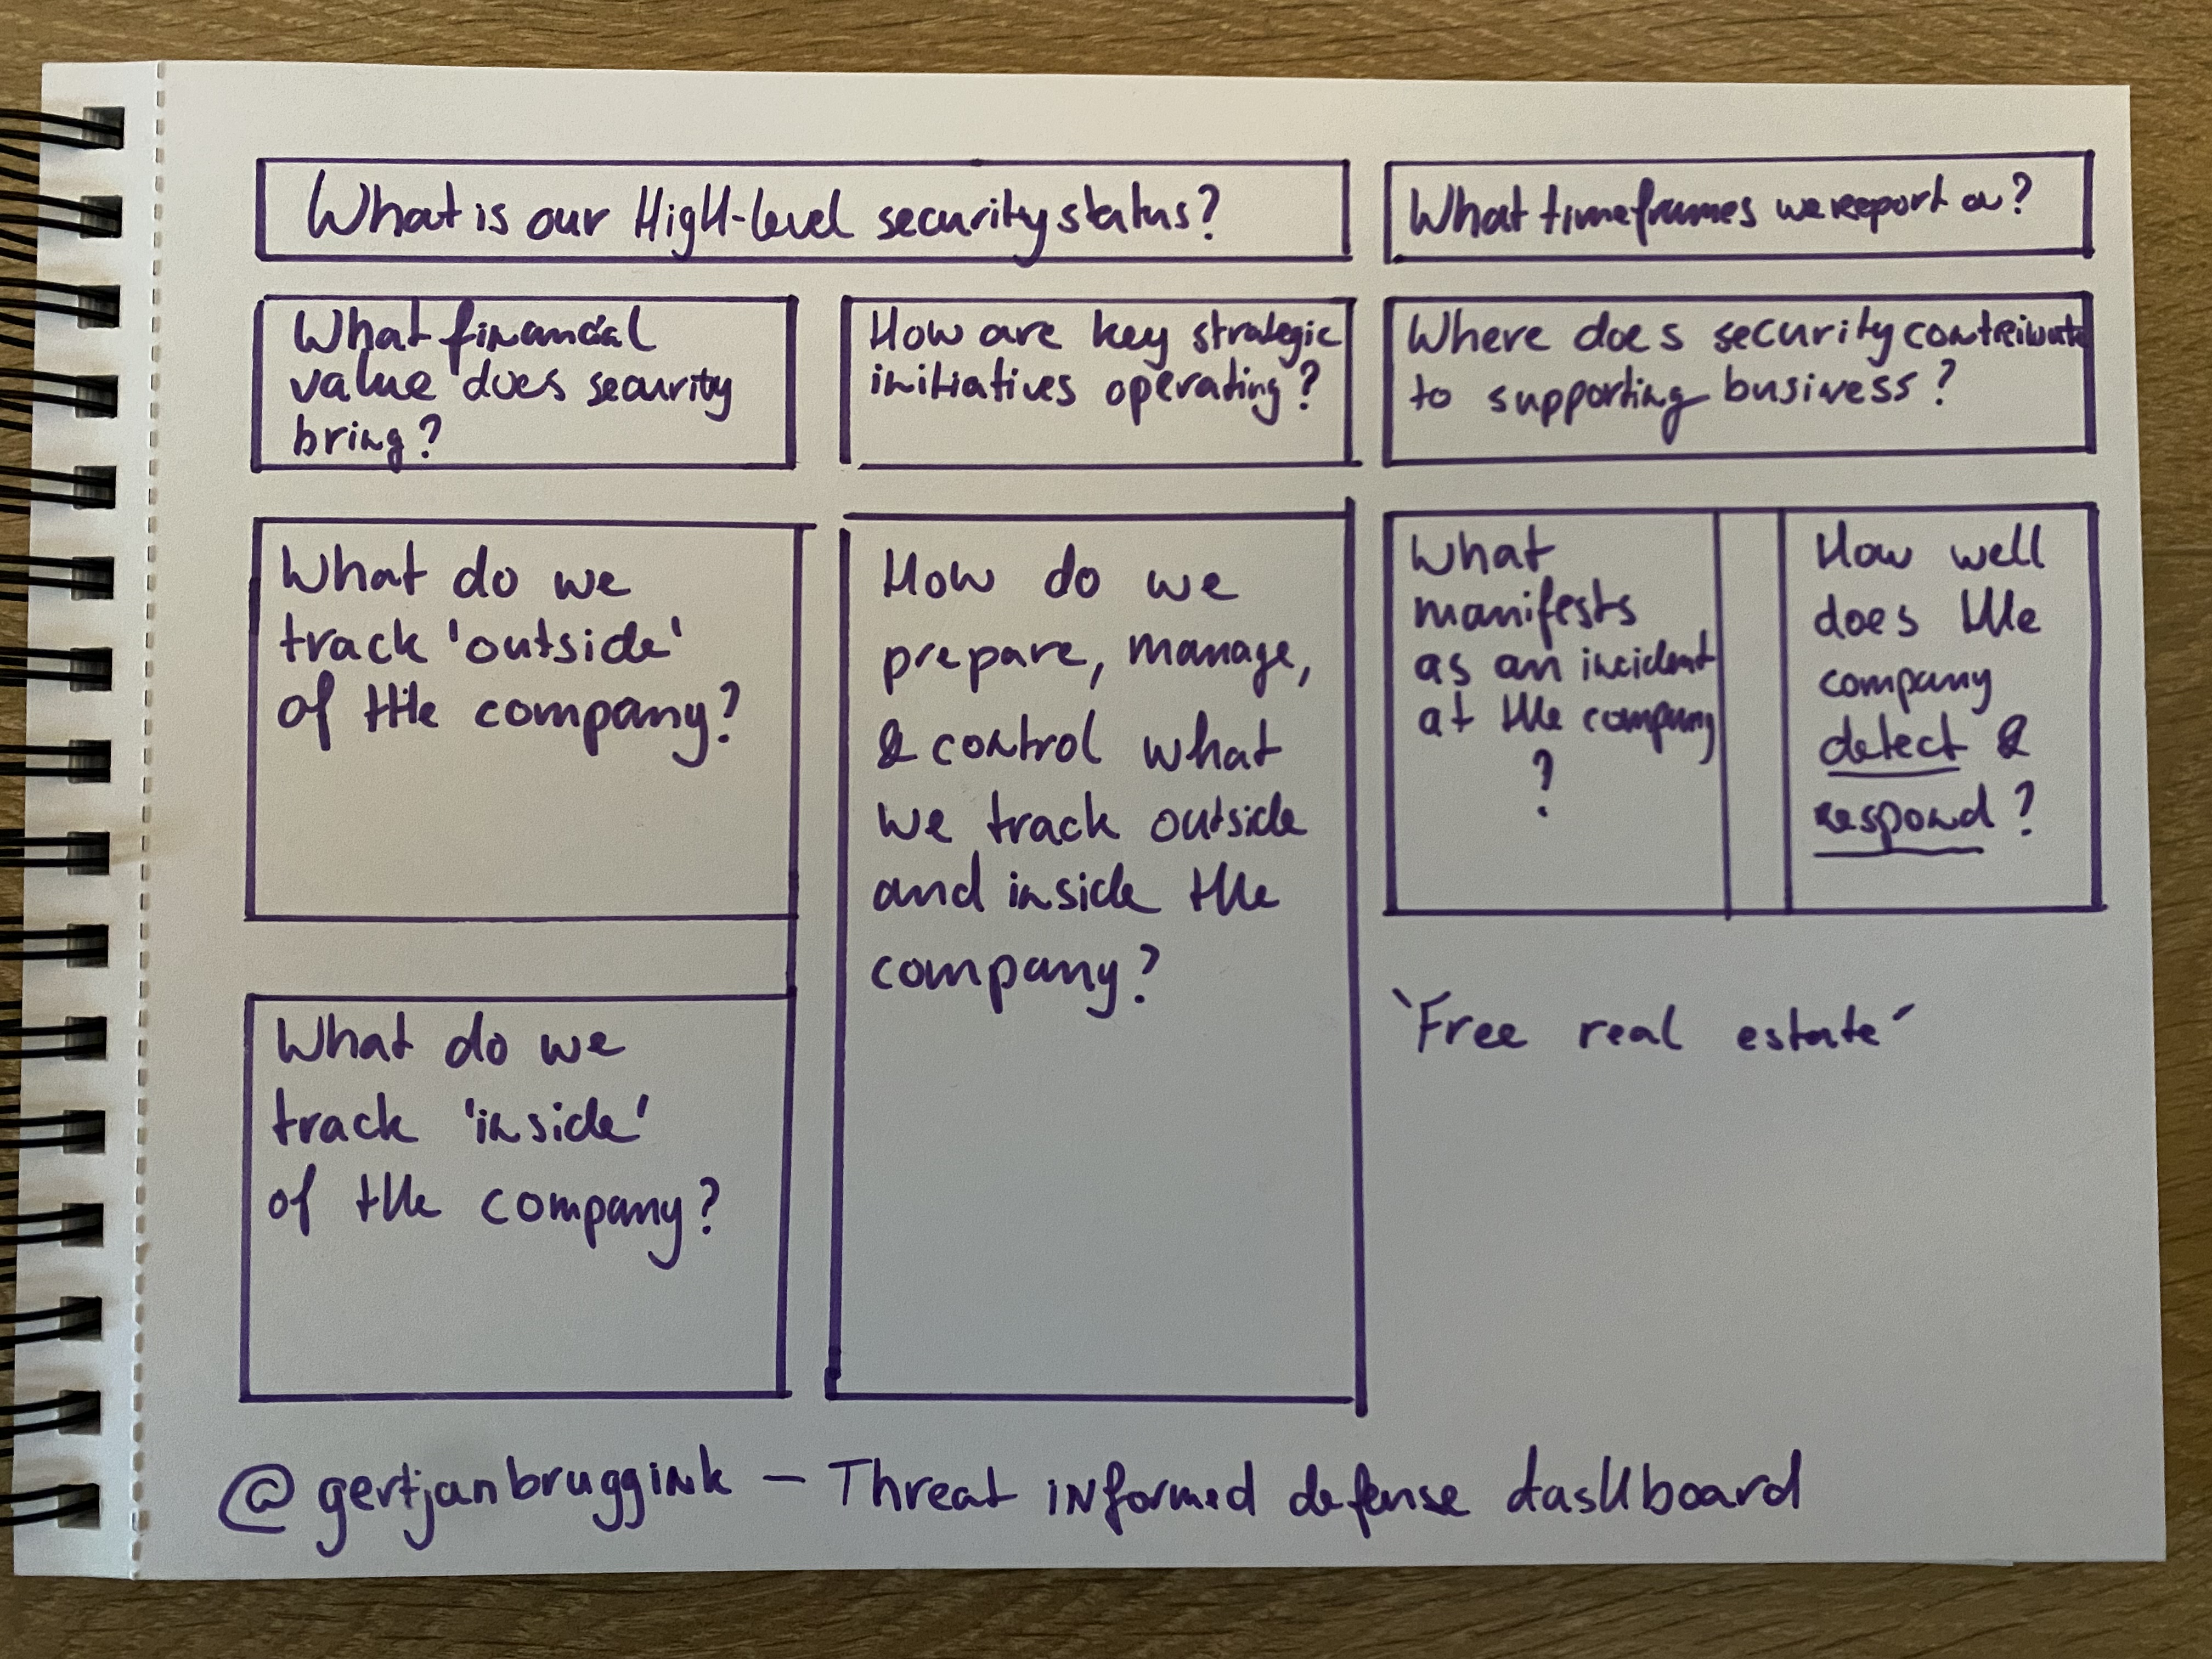 What is our High-level security status?
What timeframes we report on?
What financial
value does security
bring?
How are key strategic
initiatives operating?
Where does security contribute
to supporting business?
What do we
track 'outside'
of the company?
How do we
prepare, manage,
& control what
we track outside
and inside the
company?
What
manifests
as an incident
at the company
?
How well
does the
company
detect &
respond?
What do we
track 'inside'
of the company?
`Free real estate´
@gertjanbruggink — Threat informed defense dashboard